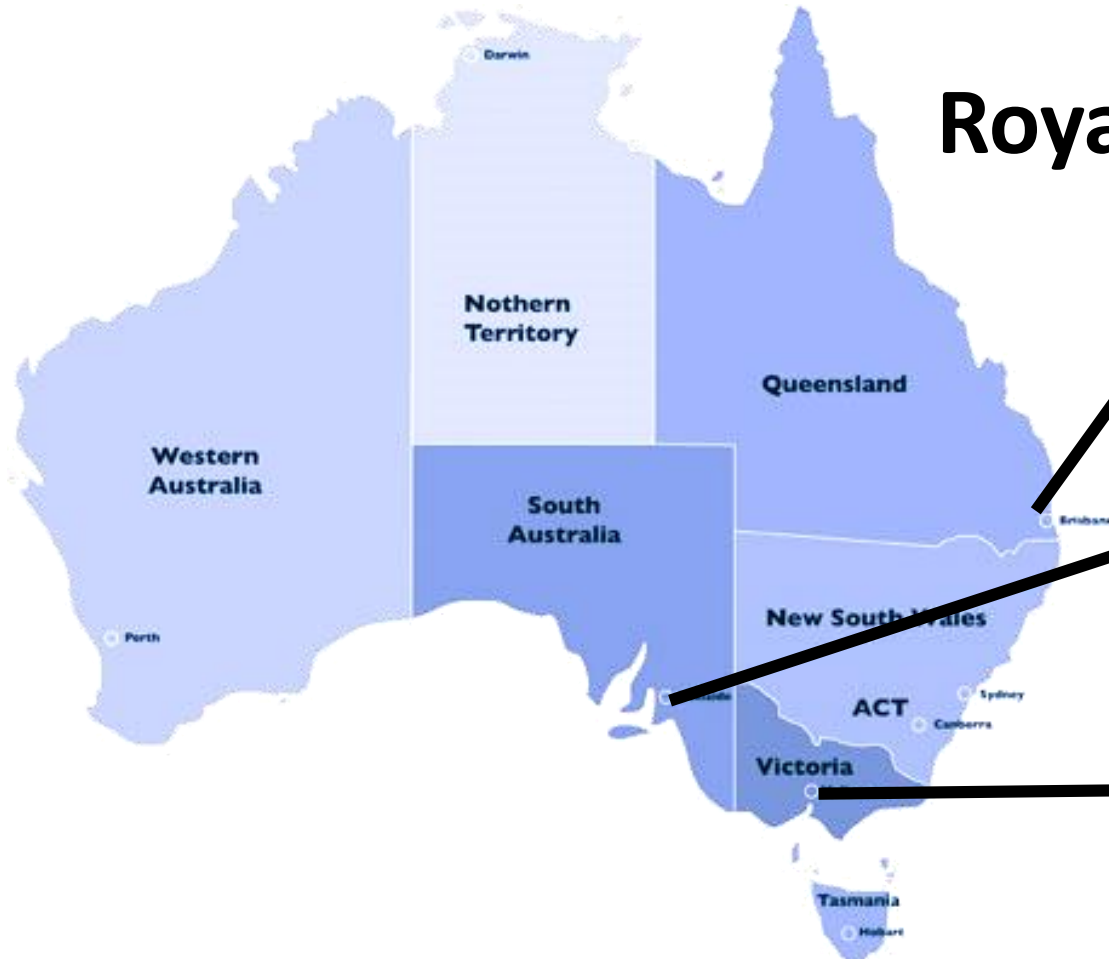 Darwin
Roya
Nothern
Territory
Queensland
Western
Australia
South
Australia
Brisbane
New South Wales
Perth
Sydney
ACT
Canberra
Victoria
Tasmania
Hobart